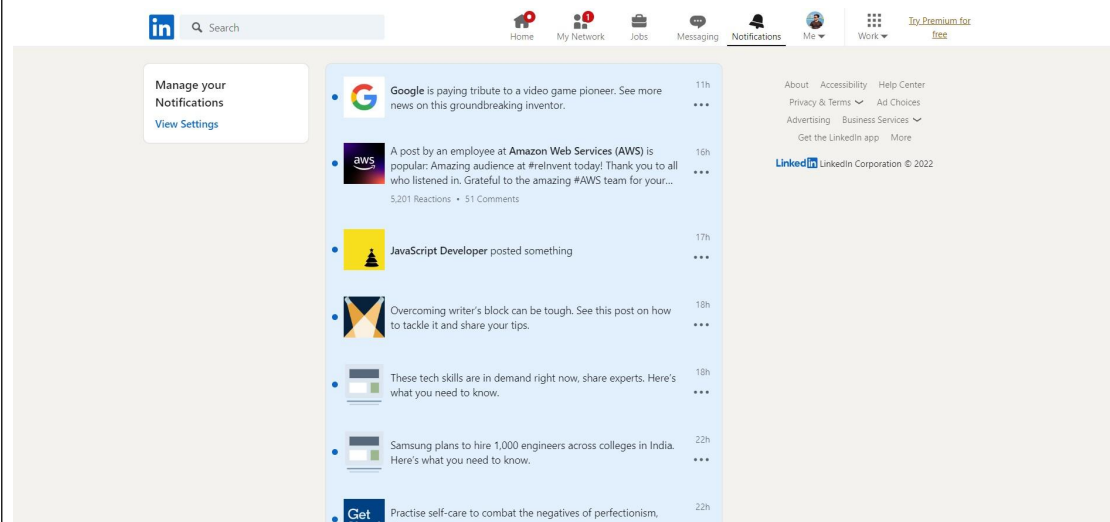 in
Search
Home
My Network
1
Jobs
Messaging
Notifications
Me
Work
Try Premium for
free
Manage your
Notifications
View Settings
G
Google is paying tribute to a video game pioneer. See more
news on this groundbreaking inventor.
11h
aws
A post by an employee at Amazon Web Services (AWS) is
popular: Amazing audience at #reInvent today! Thank you to all
who listened in. Grateful to the amazing #AWS team for your...
5,201 Reactions • 51 Comments
16h
JavaScript Developer posted something
17h
Overcoming writer's block can be tough. See this post on how
to tackle it and share your tips.
18h
These tech skills are in demand right now, share experts. Here's
what you need to know.
18h
Samsung plans to hire 1,000 engineers across colleges in India.
Here's what you need to know.
22h
Get
Practise self-care to combat the negatives of perfectionism,
22h
About Accessibility Help Center
Privacy & Terms Ad Choices
Advertising Business Services
Get the LinkedIn app More
Linked in LinkedIn Corporation © 2022